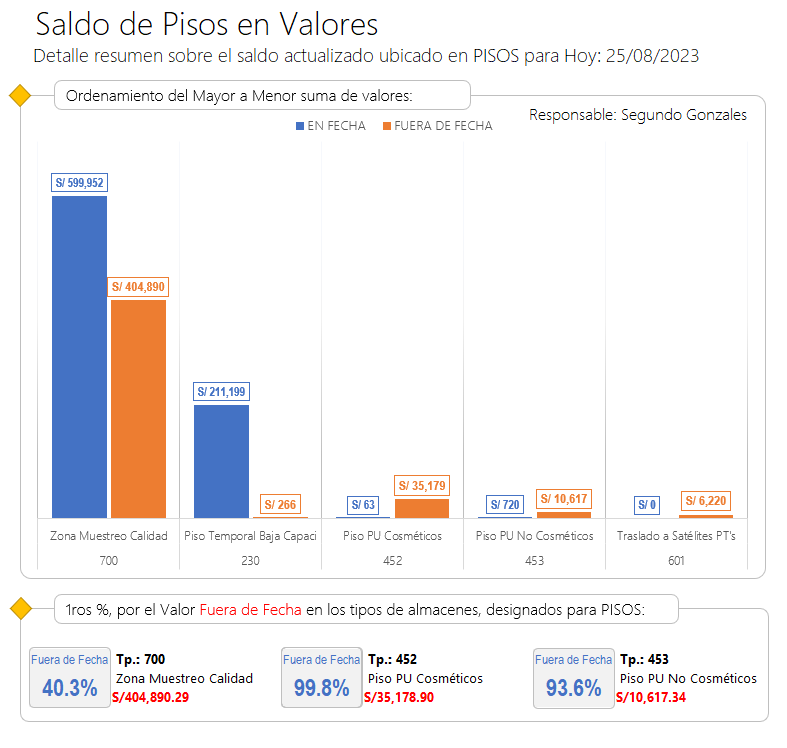 Saldo de Pisos en Valores
Detalle resumen sobre el saldo actualizado ubicado en PISOS para Hoy: 25/08/2023
Ordenamiento del Mayor a Menor suma de valores:
Responsable: Segundo Gonzales
EN FECHA FUERA DE FECHA
S/ 599,952
S/ 404,890
S/ 211,199
S/ 266
S/ 63
S/ 35,179
S/ 720
S/ 10,617
S/ 0
S/ 6,220
Zona Muestreo Calidad Piso Temporal Baja Capaci Piso PU Cosméticos Piso PU No Cosméticos Traslado a Satélites PT's
700 230 452 453 601
1ros %, por el Valor Fuera de Fecha en los tipos de almacenes, designados para PISOS:
Fuera de Fecha
40.3%
Tp.: 700
Zona Muestreo Calidad
S/404,890.29
Fuera de Fecha
99.8%
Tp.: 452
Piso PU Cosméticos
S/35,178.90
Fuera de Fecha
93.6%
Tp.: 453
Piso PU No Cosméticos
S/10,617.34